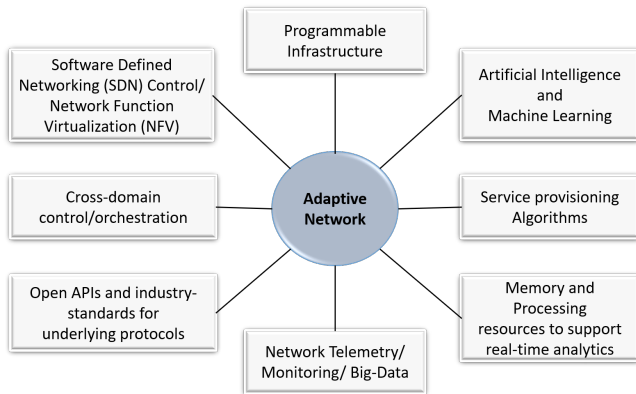 Programmable
Infrastructure
Software Defined
Networking (SDN) Control/
Network Function
Virtualization (NFV)
Artificial Intelligence
and
Machine Learning
Cross-domain
control/orchestration
Adaptive
Network
Service provisioning
Algorithms
Open APIs and industry-
standards for
underlying protocols
Memory and
Processing
resources to support
real-time analytics
Network Telemetry/
Monitoring/ Big-Data